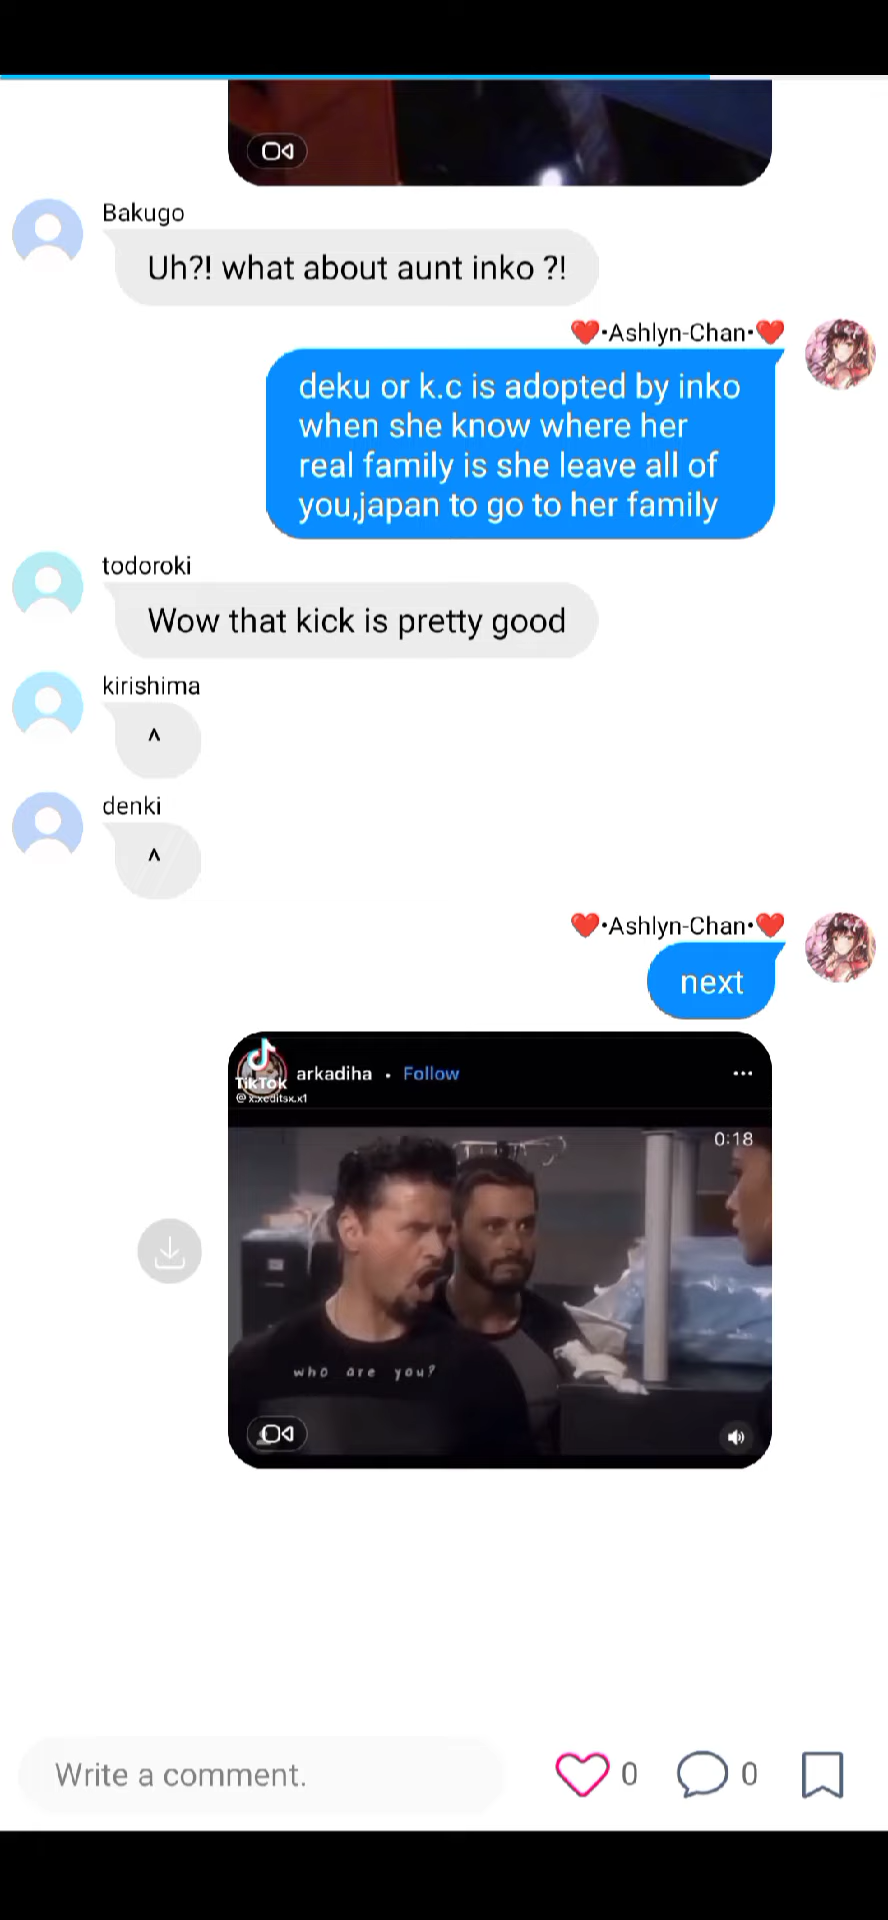 Bakugo
Uh?! what about aunt inko ?!
❤️•Ashlyn-Chan•❤️
deku or k.c is adopted by inko
when she know where her
real family is she leave all of
you,japan to go to her family
todoroki
Wow that kick is pretty good
kirishima
^
denki
^
❤️•Ashlyn-Chan•❤️
next
arkadiha • Follow
TikTok
@x.xeditsx.x1
0:18
who are you?
Write a comment.
0
0